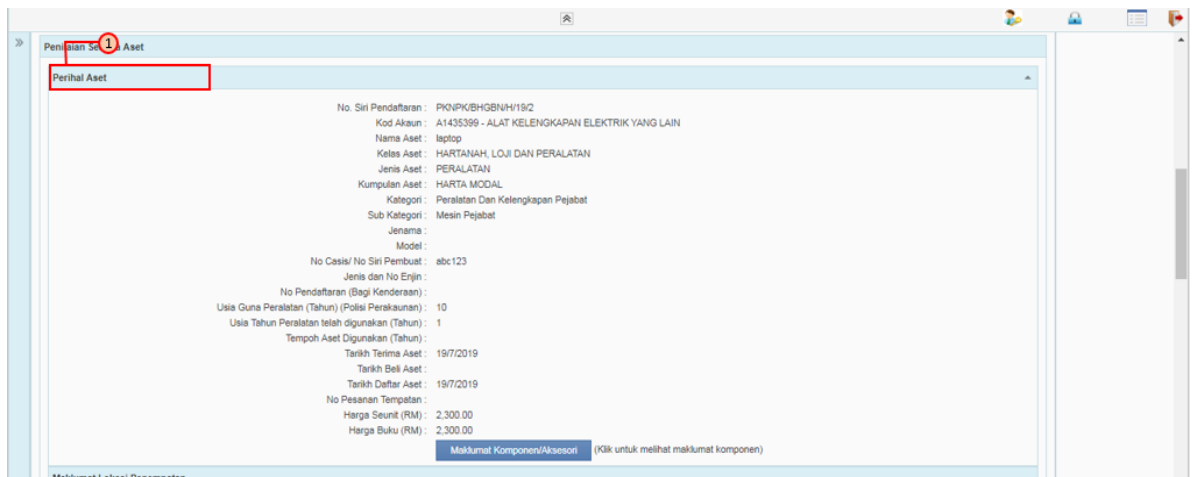 1
Aset
Perihal Aset
No. Siri Pendaftaran : PKNPK/BHGBN/H/19/2
Kod Akaun : A1435399 - ALAT KELENGKAPAN ELEKTRIK YANG LAIN
Nama Aset : laptop
Kelas Aset : HARTANAH, LOJI DAN PERALATAN
Jenis Aset : PERALATAN
Kumpulan Aset : HARTA MODAL
Kategori : Peralatan Dan Kelengkapan Pejabat
Sub Kategori : Mesin Pejabat
Jenama :
Model :
No Casis/ No Siri Pembuat : abc123
Jenis dan No Enjin :
No Pendaftaran (Bagi Kenderaan) :
Usia Guna Peralatan (Tahun) (Polisi Perakaunan) : 10
Usia Tahun Peralatan telah digunakan (Tahun) : 1
Tempoh Aset Digunakan (Tahun) :
Tarikh Terima Aset : 19/7/2019
Tarikh Beli Aset :
Tarikh Daftar Aset : 19/7/2019
No Pesanan Tempatan :
Harga Seunit (RM) : 2,300.00
Harga Buku (RM) : 2,300.00
Maklumat Komponen/Aksesori (Klik untuk melihat maklumat komponen)